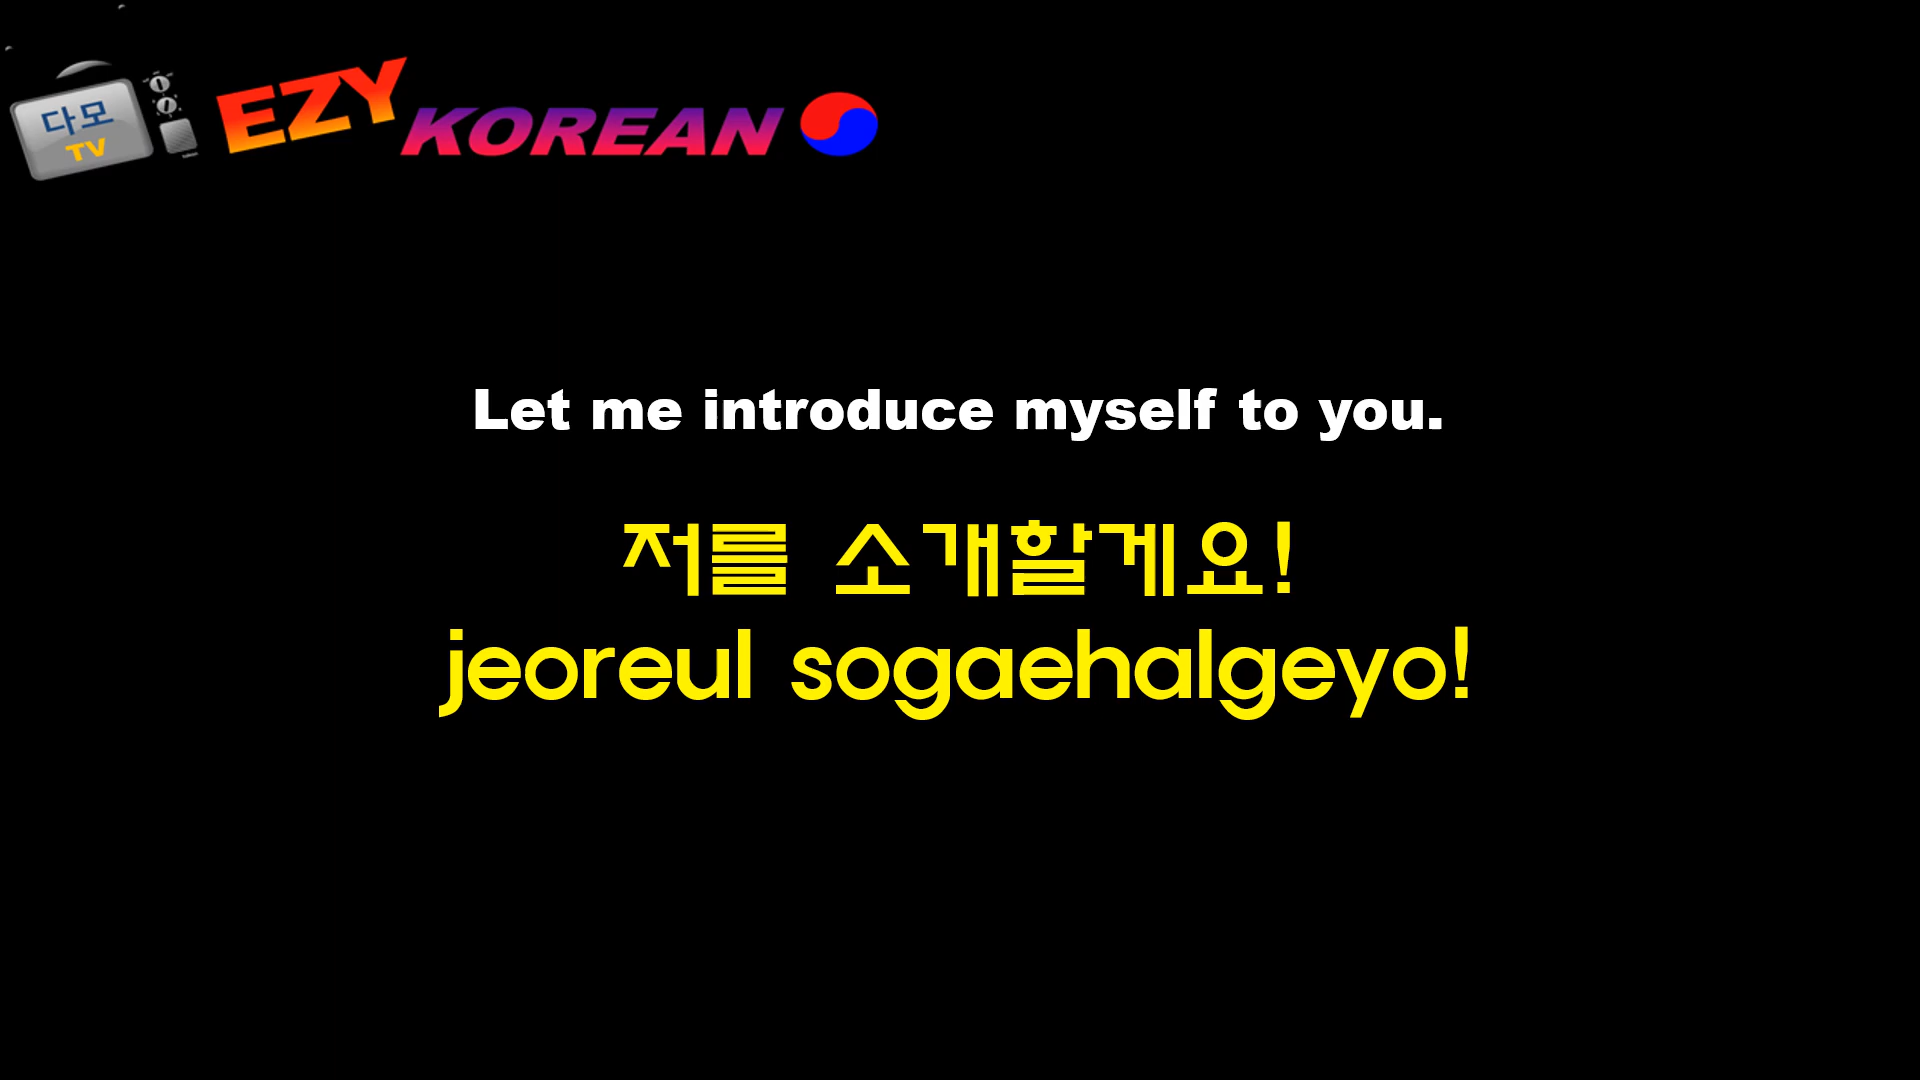 다모
TV
EZY KOREAN
Let me introduce myself to you.
저를 소개할게요!
jeoreul sogaehalgeyo!